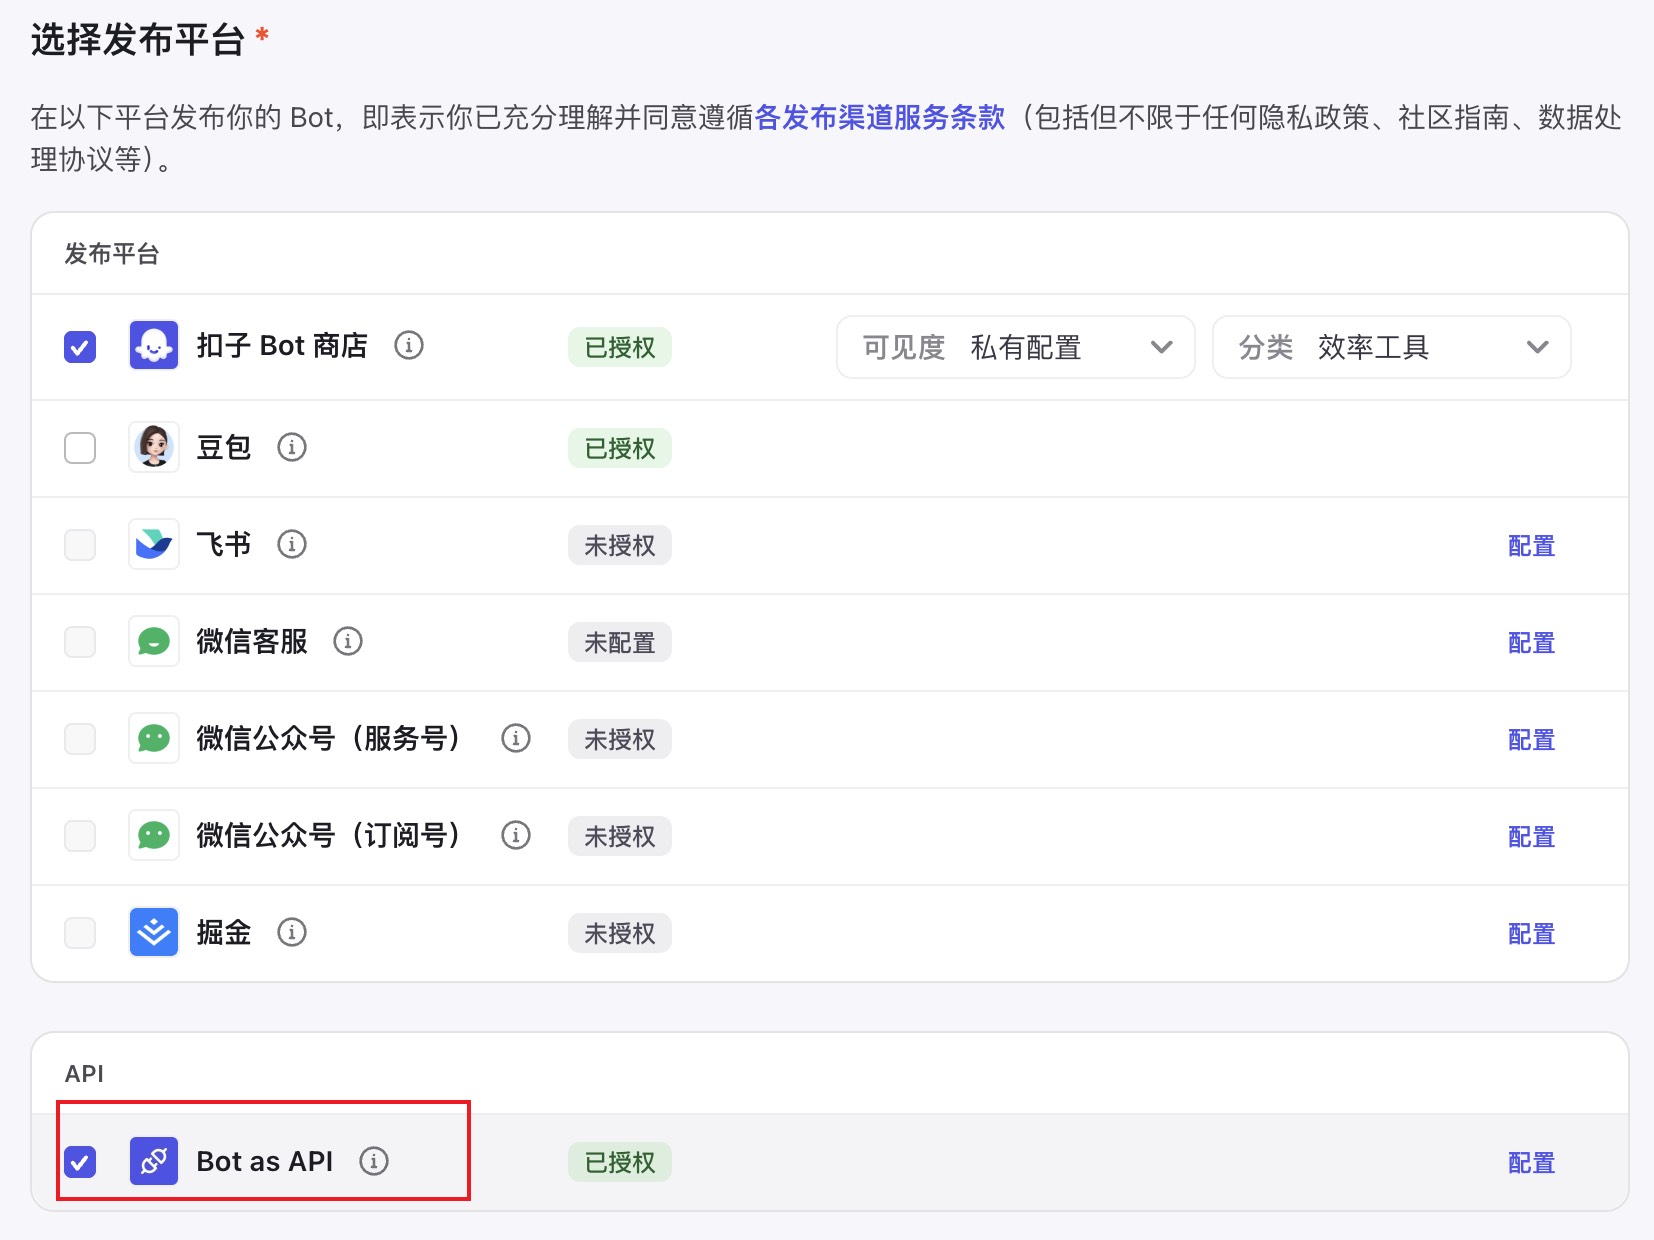 选择发布平台 *
在以下平台发布你的 Bot，即表示你已充分理解并同意遵循各发布渠道服务条款（包括但不限于任何隐私政策、社区指南、数据处
理协议等）。
发布平台
扣子 Bot 商店 已授权 可见度 私有配置 分类 效率工具
豆包 已授权
飞书 未授权 配置
微信客服 未配置 配置
微信公众号（服务号） 未授权 配置
微信公众号（订阅号） 未授权 配置
掘金 未授权 配置
API
Bot as API 已授权 配置